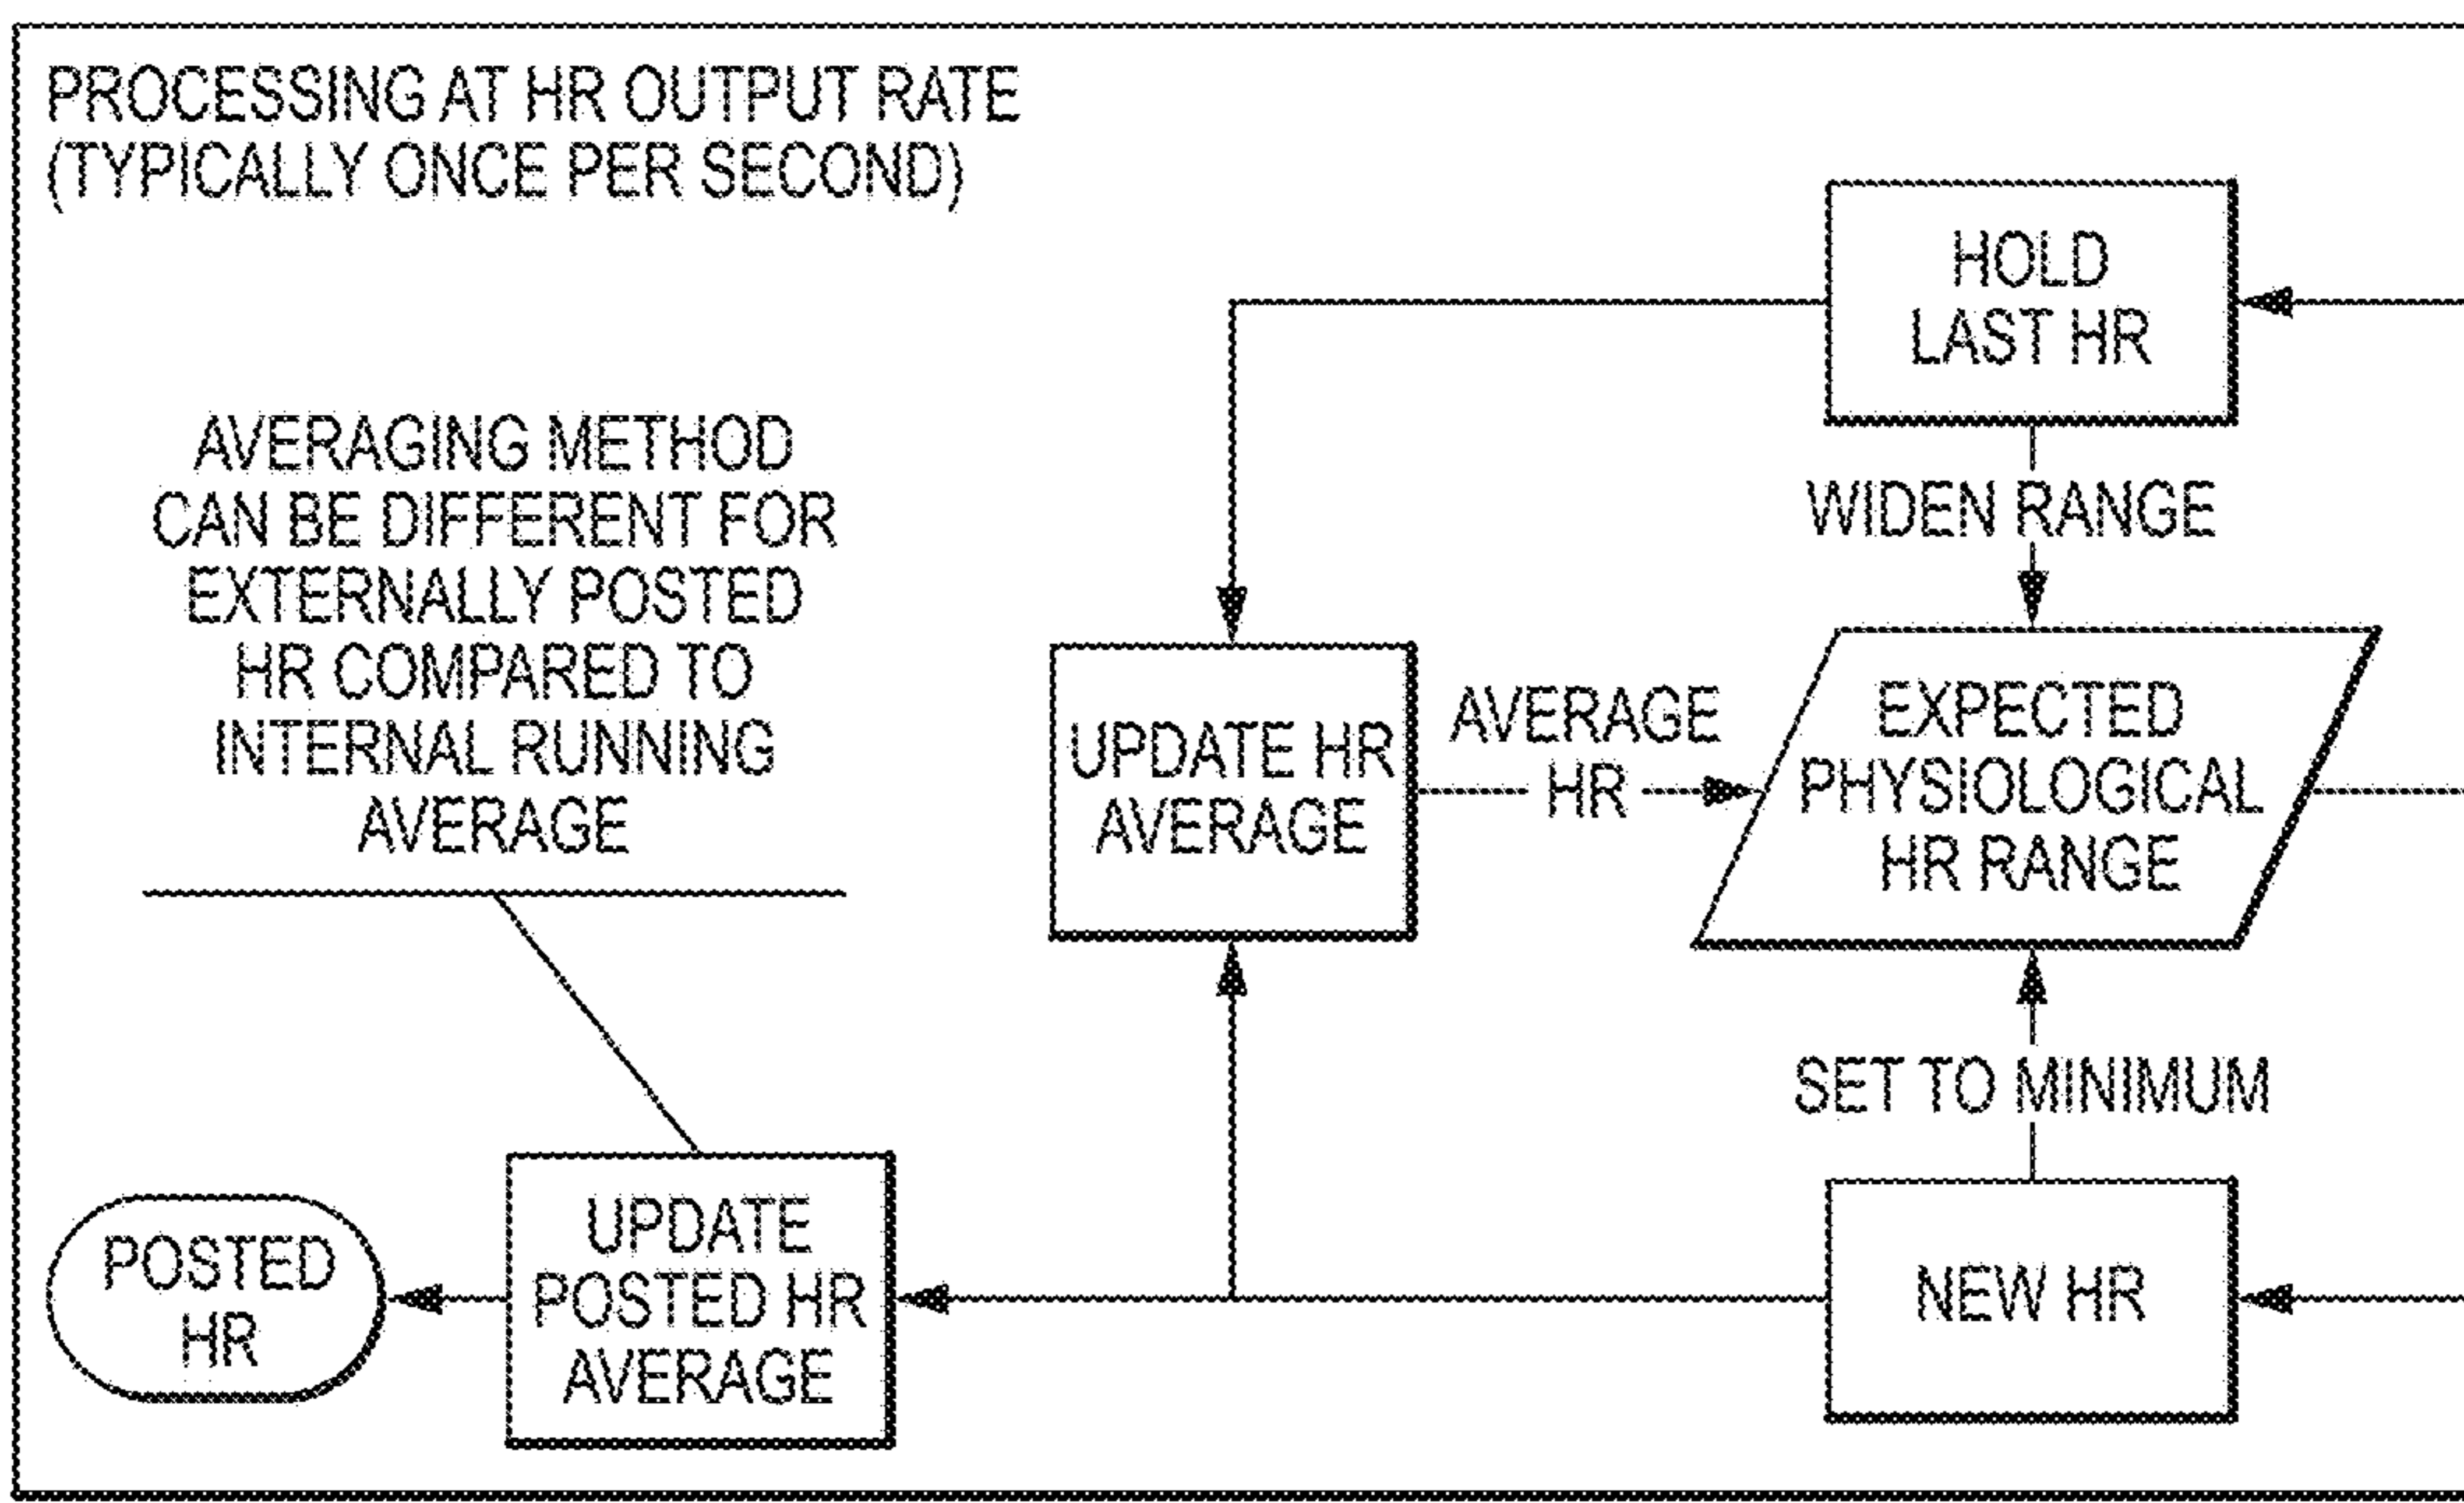 PROCESSING AT HR OUTPUT RATE
(TYPICALLY ONCE PER SECOND)
HOLD
LAST HR
WIDEN RANGE
AVERAGING METHOD
CAN BE DIFFERENT FOR
EXTERNALLY POSTED
HR COMPARED TO
INTERNAL RUNNING
AVERAGE
UPDATE HR
AVERAGE
AVERAGE
HR
EXPECTED
PHYSIOLOGICAL
HR RANGE
SET TO MINIMUM
POSTED
HR
UPDATE
POSTED HR
AVERAGE
NEW HR